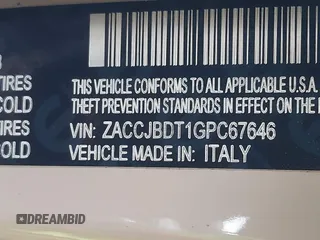 TIRES
THIS VEHICLE CONFORMS TO ALL APPLICABLE U.S.A.
COLD
THEFT PREVENTION STANDARDS IN EFFECT ON THE
TIRES
VIN: ZACCJBDT1GPC67646
COLD
VEHICLE MADE IN: ITALY
DREAMBID